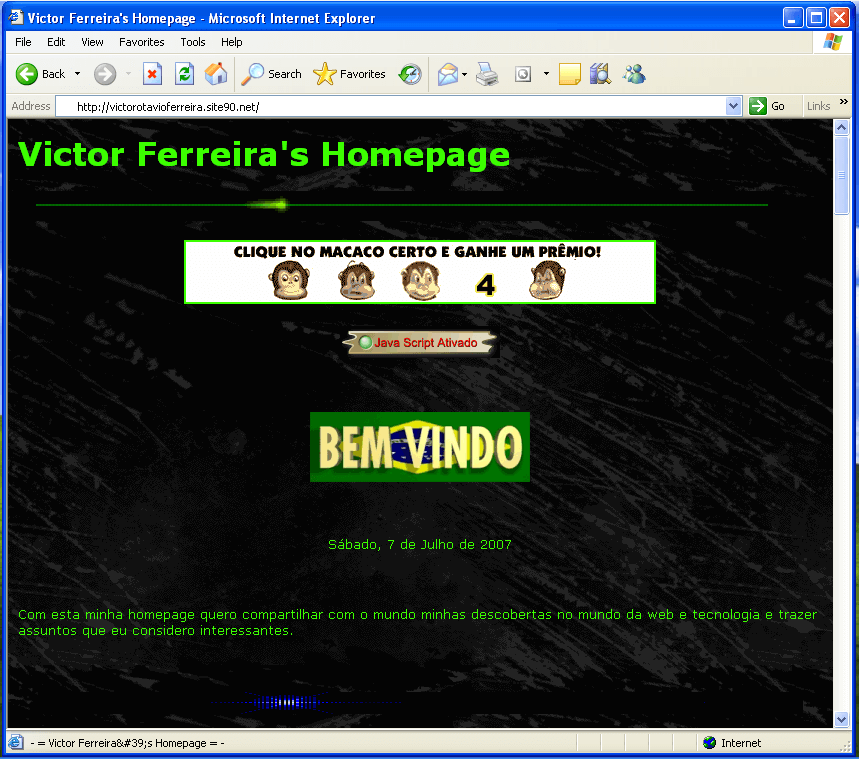 Victor Ferreira's Homepage - Microsoft Internet Explorer
File Edit View Favorites Tools Help
Back Search Favorites
Address http://victorotavioferreira.site90.net/ Go Links »
Victor Ferreira's Homepage
CLIQUE NO MACACO CERTO E GANHE UM PRÊMIO!
4
Java Script Ativado
BEM VINDO
Sábado, 7 de Julho de 2007
Com esta minha homepage quero compartilhar com o mundo minhas descobertas no mundo da web e tecnologia e trazer
assuntos que eu considero interessantes.
- = Victor Ferreira&#39;s Homepage = - Internet